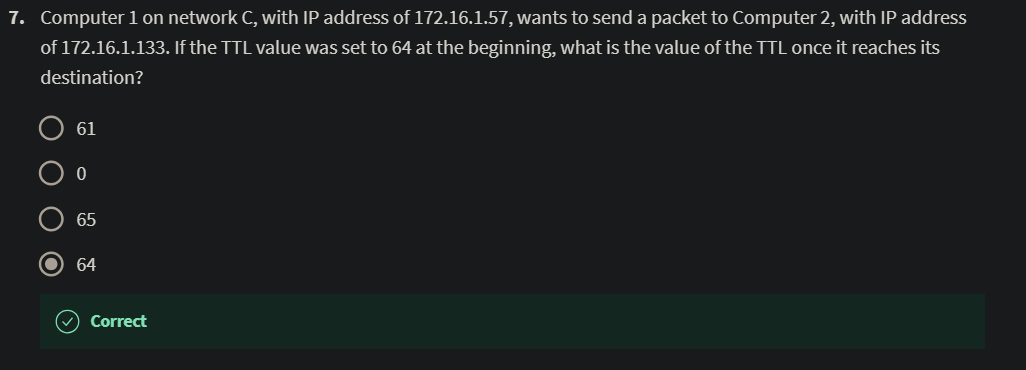 7. Computer 1 on network C, with IP address of 172.16.1.57, wants to send a packet to Computer 2, with IP address
of 172.16.1.133. If the TTL value was set to 64 at the beginning, what is the value of the TTL once it reaches its
destination?
61
0
65
64
Correct